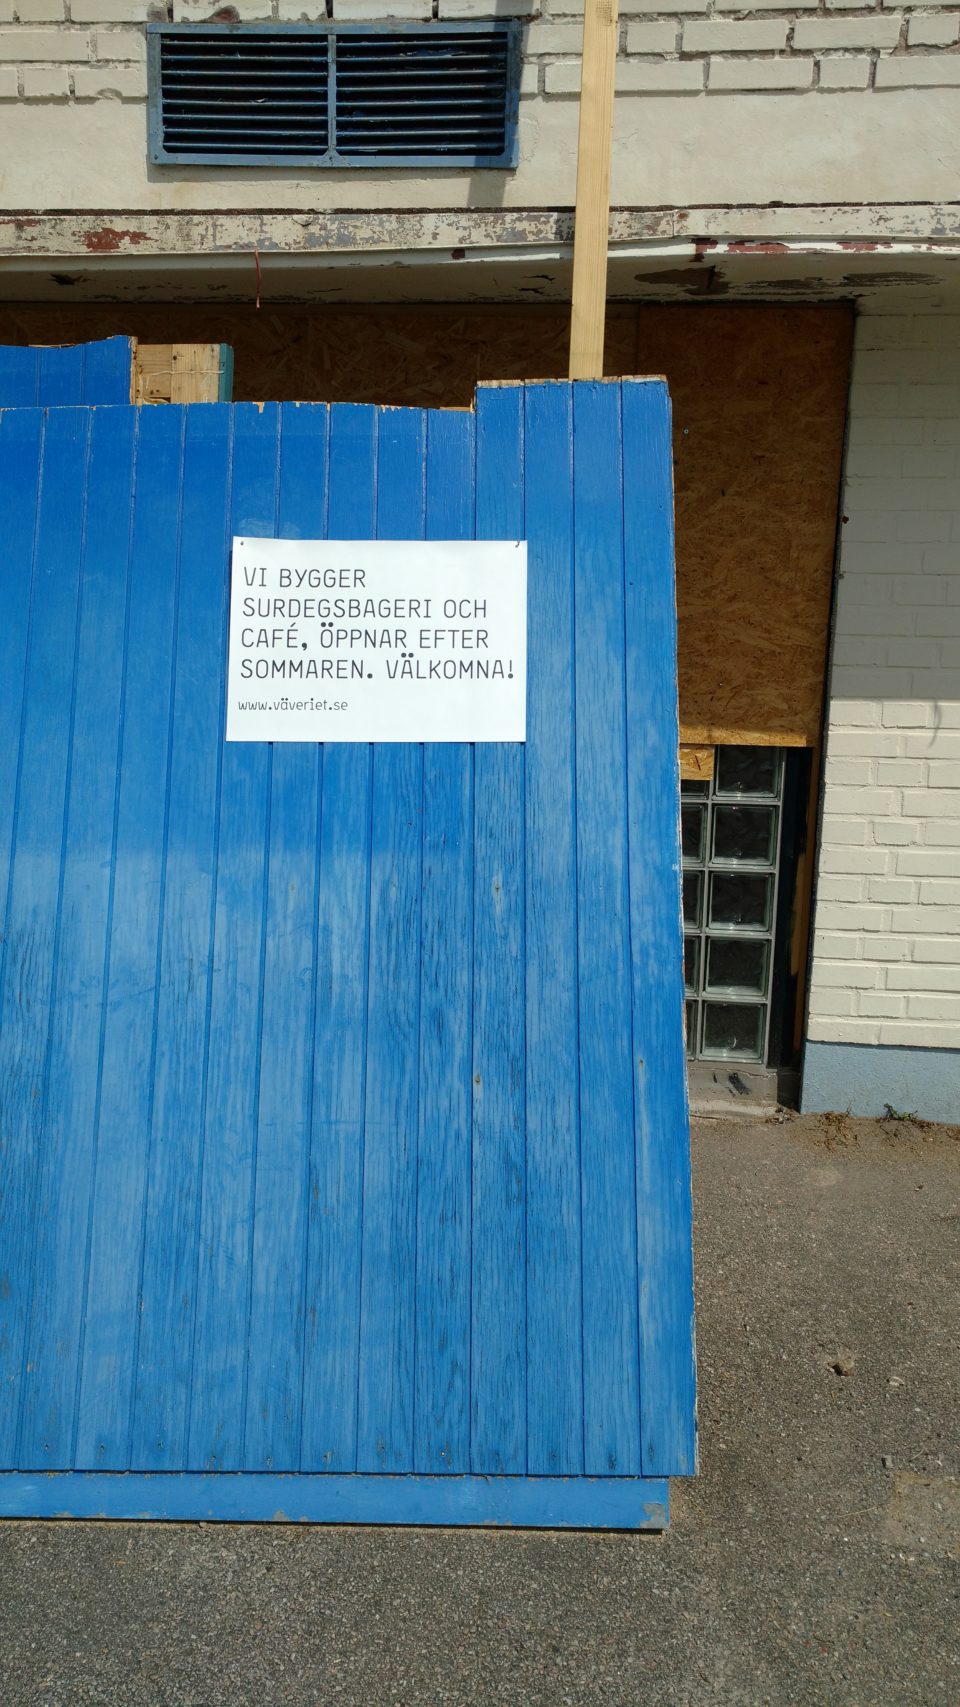 VI BYGGER
SURDEGSBAGERI OCH
CAFÉ, ÖPPNAR EFTER
SOMMAREN. VÄLKOMNA!
www.väveriet.se